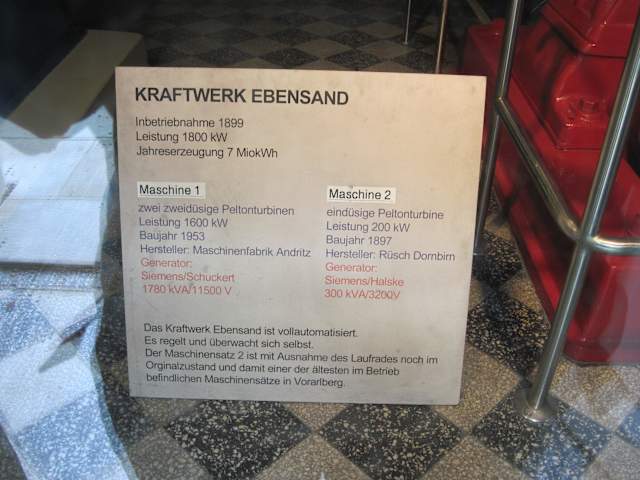 KRAFTWERK EBENSAND
Inbetriebnahme 1899
Leistung 1800 kW
Jahreserzeugung 7 MiokWh
Maschine 1
zwei zweidüsige Peltonturbinen
Leistung 1600 kW
Baujahr 1953
Hersteller: Maschinenfabrik Andritz
Generator:
Siemens/Schuckert
1780 kVA/11500 V
Maschine 2
eindüsige Peltonturbine
Leistung 200 kW
Baujahr 1897
Hersteller: Rüsch Dornbirn
Generator:
Siemens/Halske
300 kVA/3200V
Das Kraftwerk Ebensand ist vollautomatisiert.
Es regelt und überwacht sich selbst.
Der Maschinensatz 2 ist mit Ausnahme des Laufrades noch im
Orginalzustand und damit einer der ältesten im Betrieb
befindlichen Maschinensätze in Vorarlberg.